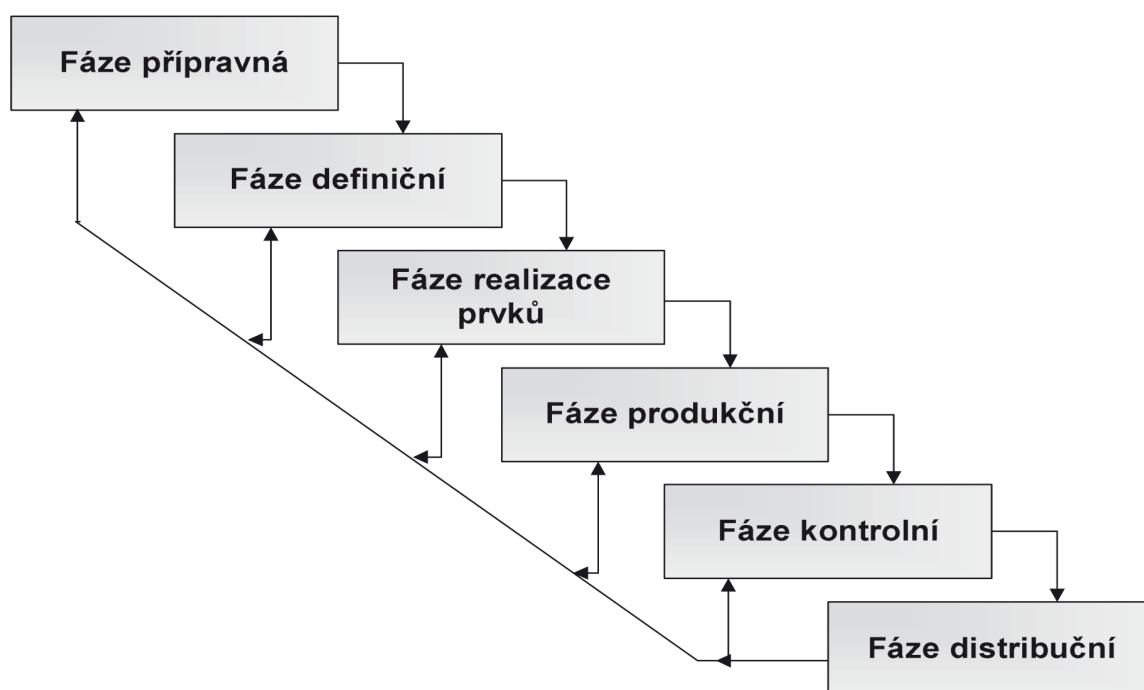 Fáze přípravná
Fáze definiční
Fáze realizace
prvků
Fáze produkční
Fáze kontrolní
Fáze distribuční